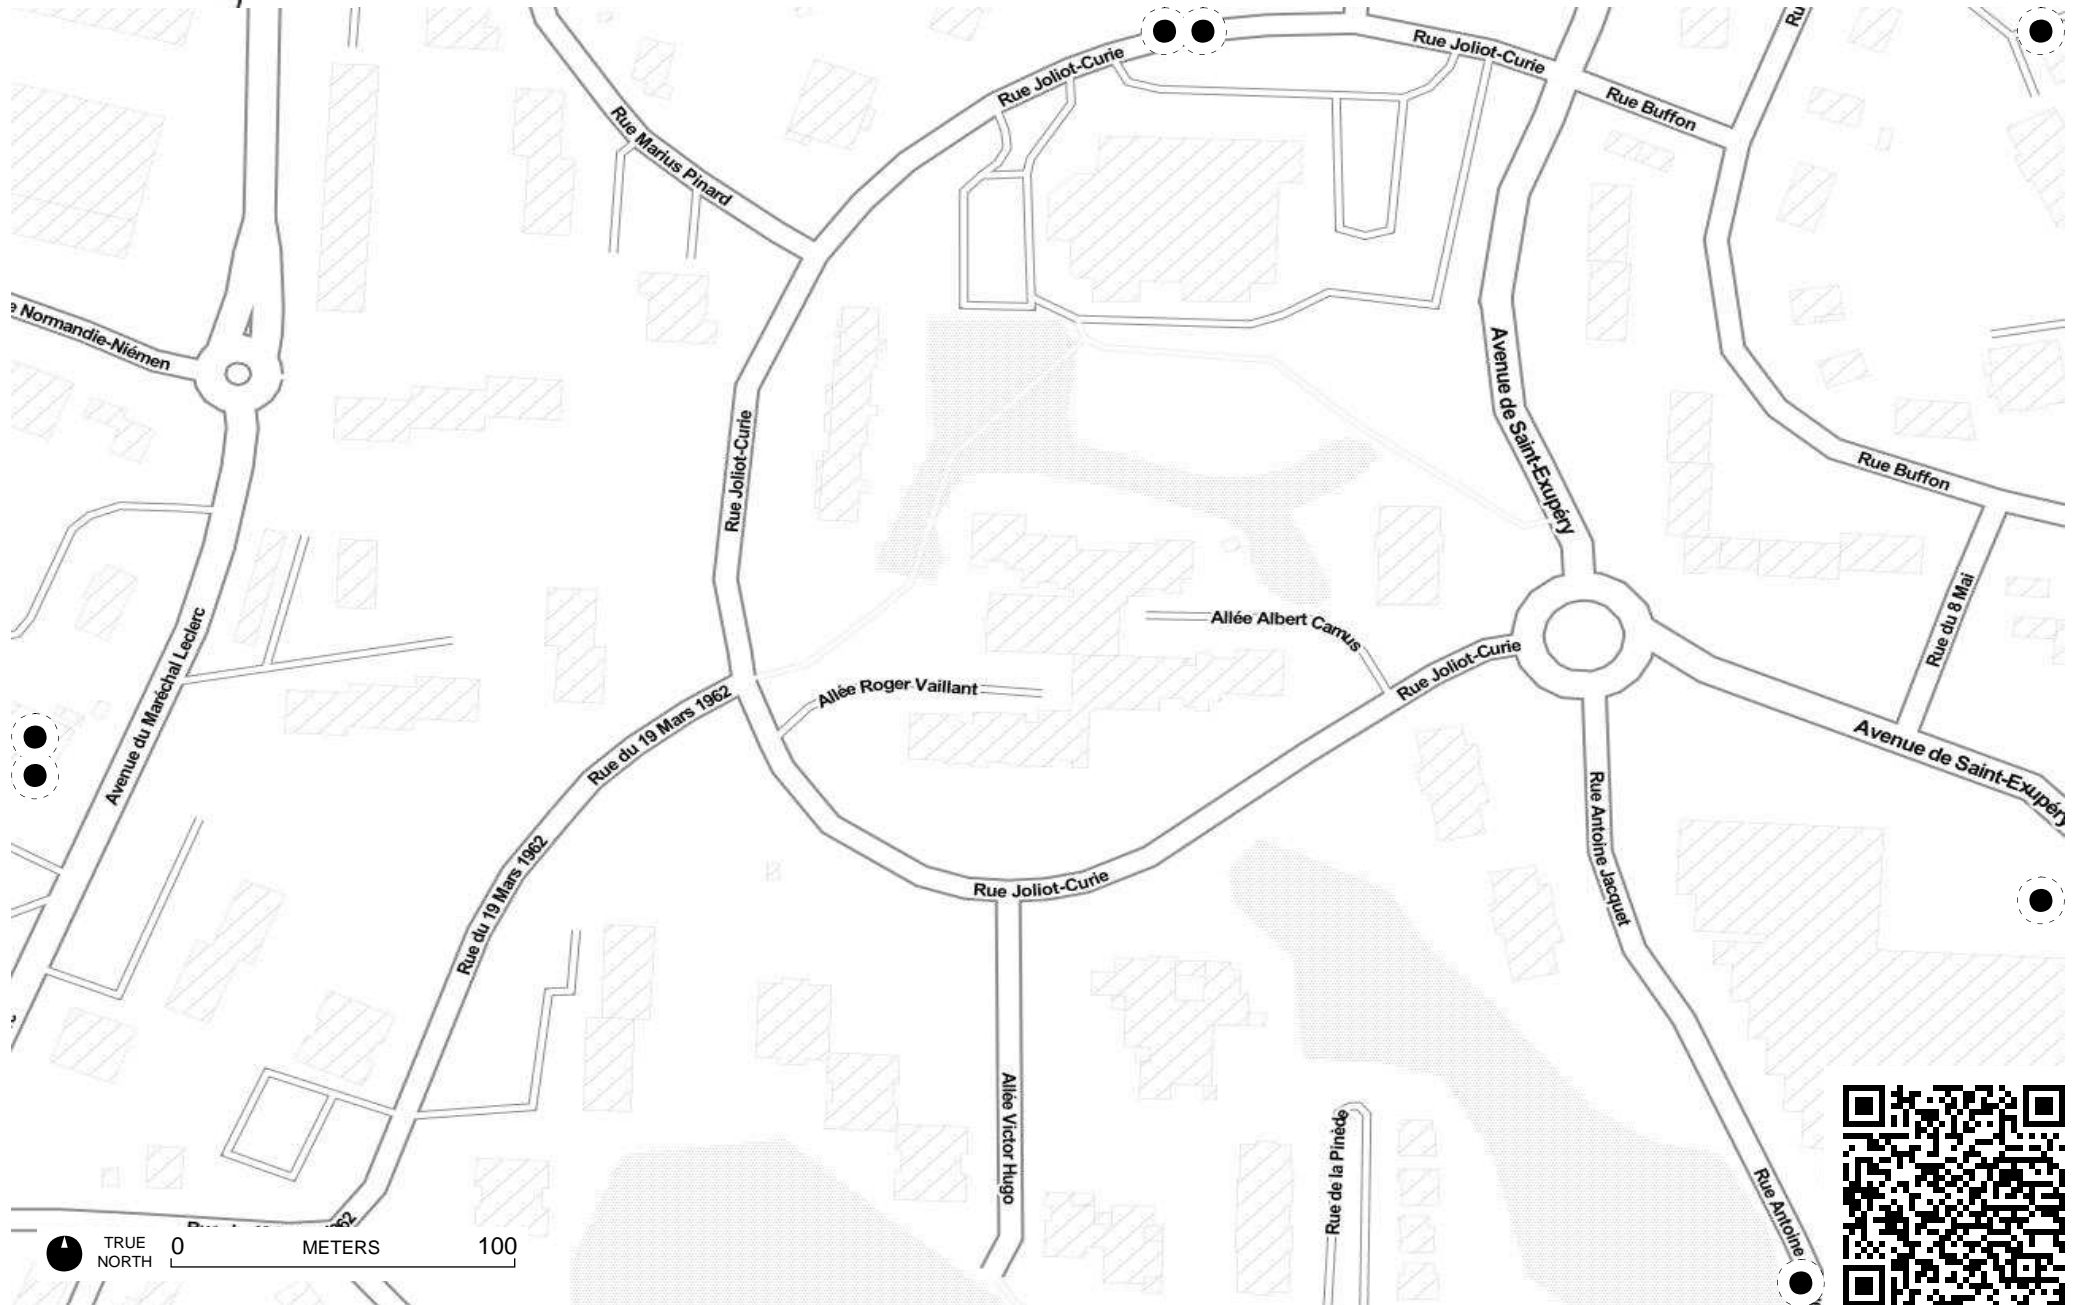 Rue Joliot-Curie
Rue Joliot-Curie
Rue Buffon
Rue Marius Pinard
e Normandie-Niémen
Avenue de Saint-Exupéry
Rue Joliot-Curie
Rue Buffon
Rue du 8 Mai
Allée Albert Camus
Rue Joliot-Curie
Allée Roger Vaillant
Avenue du Maréchal Leclerc
Rue du 19 Mars 1962
Avenue de Saint-Exupéry
Rue Antoine Jacquet
Rue du 19 Mars 1962
Rue Joliot-Curie
Allée Victor Hugo
Rue de la Pinède
Rue Antoine
TRUE
NORTH
0 METERS 100